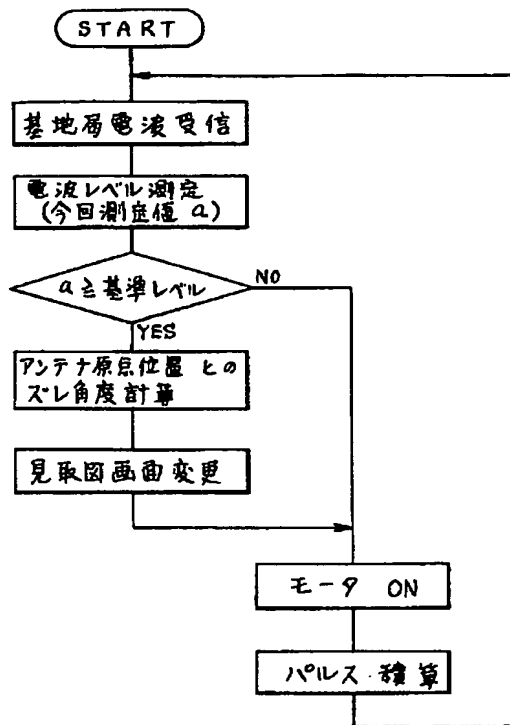 START
基地局電波受信
電波レベル測定
(今回測定値 a)
a≧基準レベル
NO
YES
アンテナ原点位置 との
ズレ角度計算
見取図画面変更
モータ ON
パルス積算